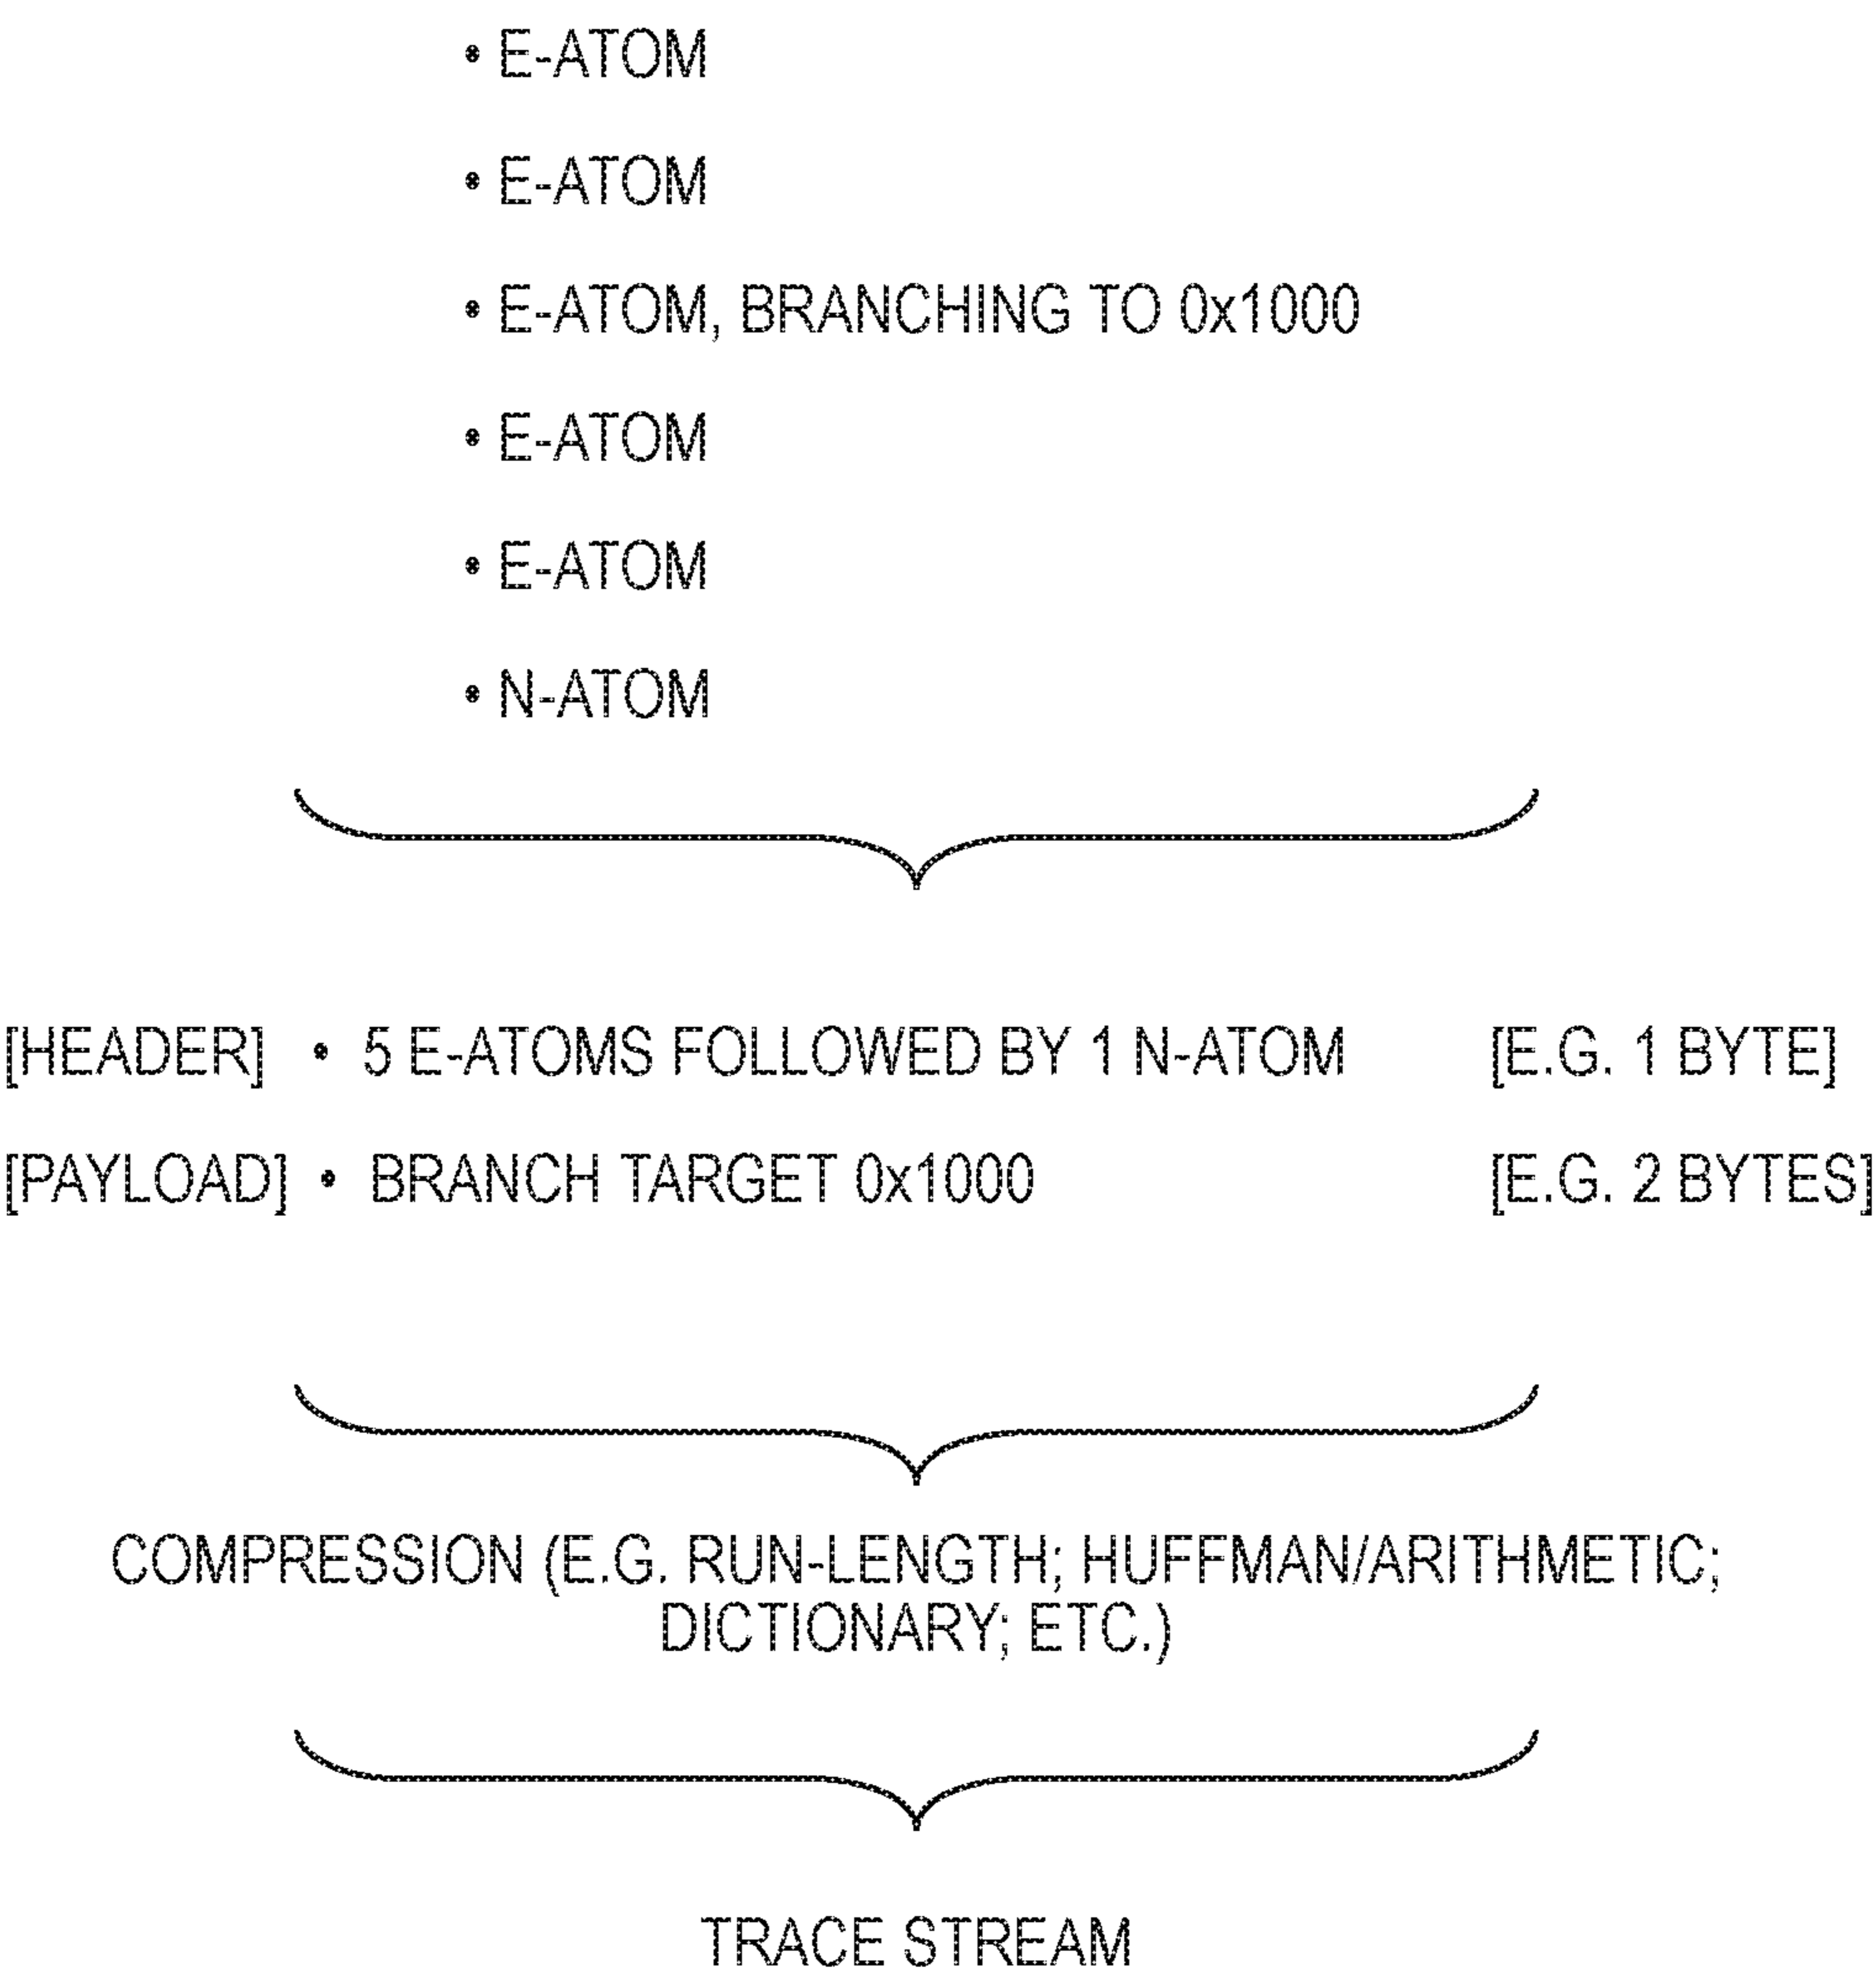 • E-ATOM
• E-ATOM
• E-ATOM, BRANCHING TO 0x1000
• E-ATOM
• E-ATOM
• N-ATOM
[HEADER] • 5 E-ATOMS FOLLOWED BY 1 N-ATOM [E.G. 1 BYTE]
[PAYLOAD] • BRANCH TARGET 0x1000 [E.G. 2 BYTES]
COMPRESSION (E.G. RUN-LENGTH; HUFFMAN/ARITHMETIC;
DICTIONARY; ETC.)
TRACE STREAM